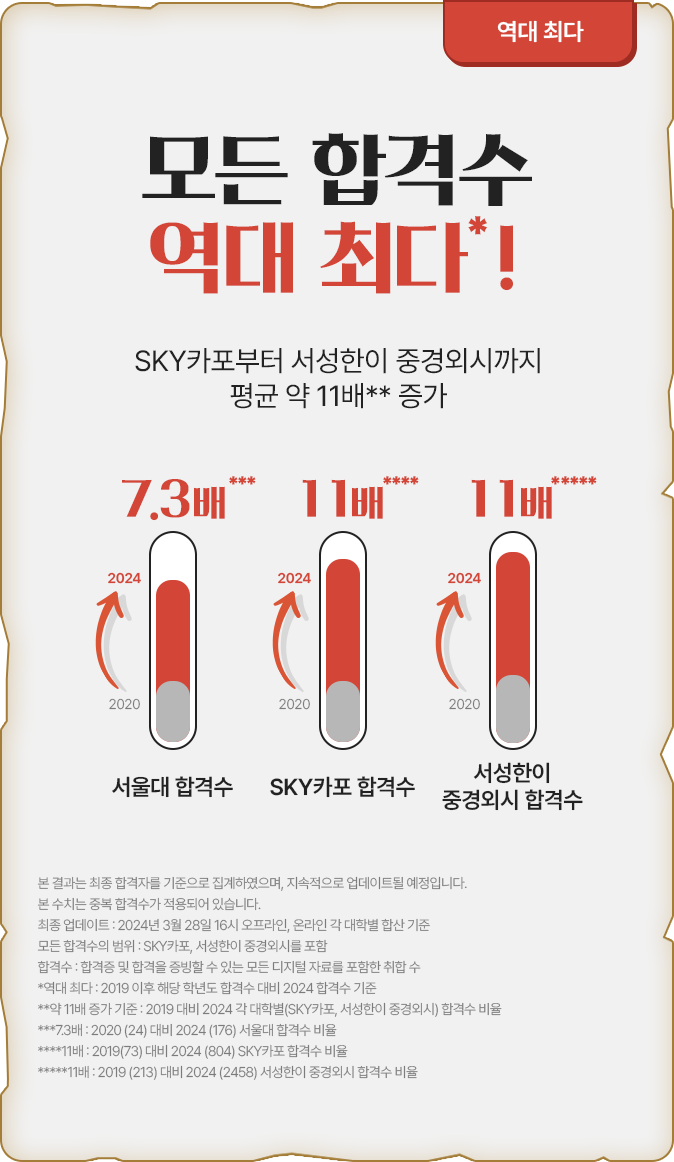 역대 최다
모든 합격수
역대 최다*!
SKY카포부터 서성한이 중경외시까지
평균 약 11배** 증가
7.3배*** 11배**** 11배*****
2024 2024 2024
2020 2020 2020
서울대 합격수 SKY카포 합격수 서성한이
중경외시 합격수
본 결과는 최종 합격자를 기준으로 집계하였으며, 지속적으로 업데이트될 예정입니다.
본 수치는 중복 합격수가 적용되어 있습니다.
최종 업데이트 : 2024년 3월 28일 16시 오프라인, 온라인 각 대학별 합산 기준
모든 합격수의 범위 : SKY카포, 서성한이 중경외시를 포함
합격수 : 합격증 및 합격을 증빙할 수 있는 모든 디지털 자료를 포함한 취합 수
*역대 최다 : 2019 이후 해당 학년도 합격수 대비 2024 합격수 기준
**약 11배 증가 기준 : 2019 대비 2024 각 대학별(SKY카포, 서성한이 중경외시) 합격수 비율
***7.3배 : 2020 (24) 대비 2024 (176) 서울대 합격수 비율
****11배 : 2019(73) 대비 2024 (804) SKY카포 합격수 비율
*****11배 : 2019 (213) 대비 2024 (2458) 서성한이 중경외시 합격수 비율